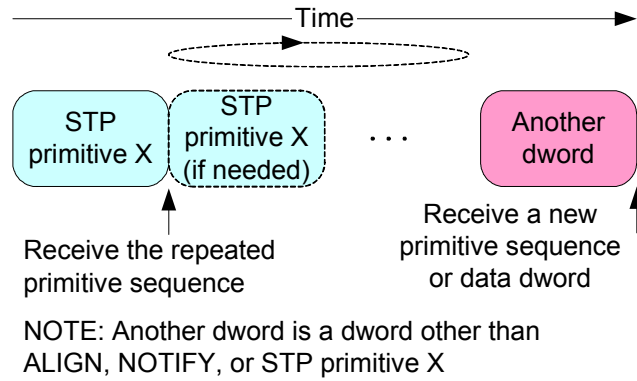 Time
STP
primitive X
STP
primitive X
(if needed)
. . .
Another
dword
Receive the repeated
primitive sequence
Receive a new
primitive sequence
or data dword
NOTE: Another dword is a dword other than
ALIGN, NOTIFY, or STP primitive X